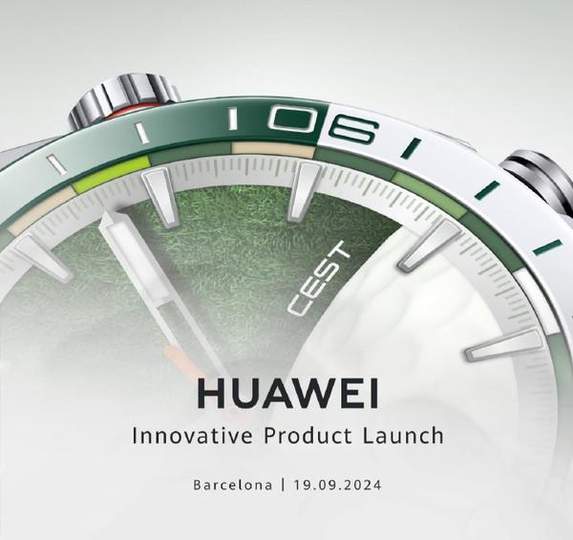 06
CEST
HUAWEI
Innovative Product Launch
Barcelona | 19.09.2024